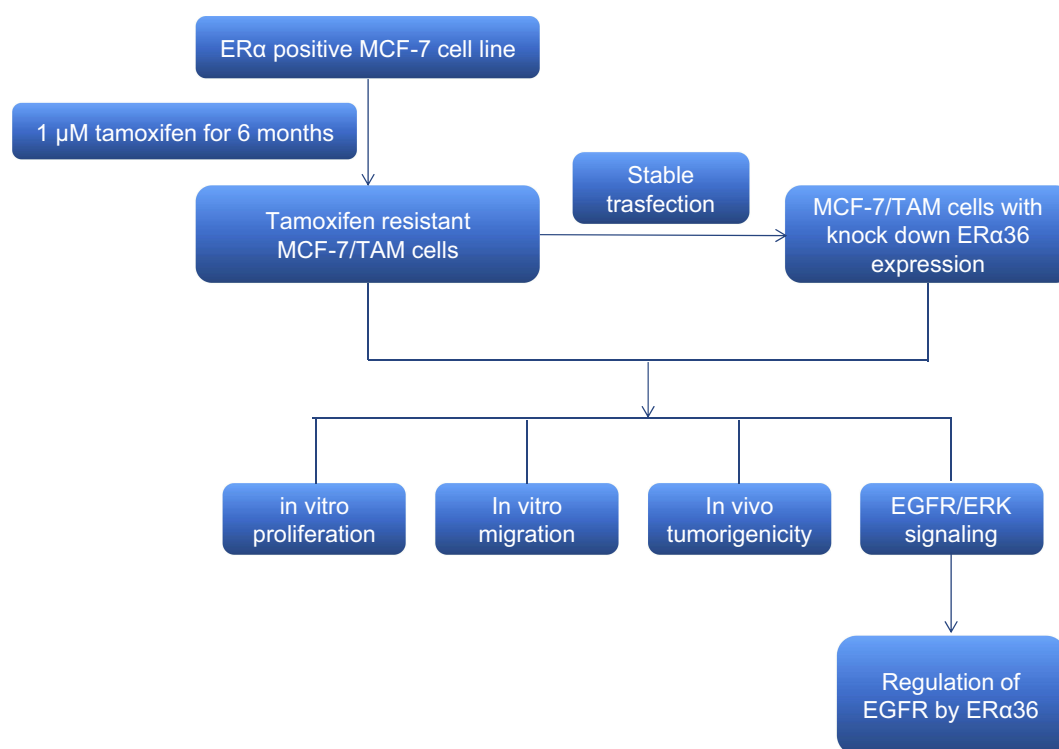 ERα positive MCF-7 cell line
1 µM tamoxifen for 6 months
Stable
trasfection
Tamoxifen resistant
MCF-7/TAM cells
MCF-7/TAM cells with
knock down ERα36
expression
in vitro
proliferation
In vitro
migration
In vivo
tumorigenicity
EGFR/ERK
signaling
Regulation of
EGFR by ERα36